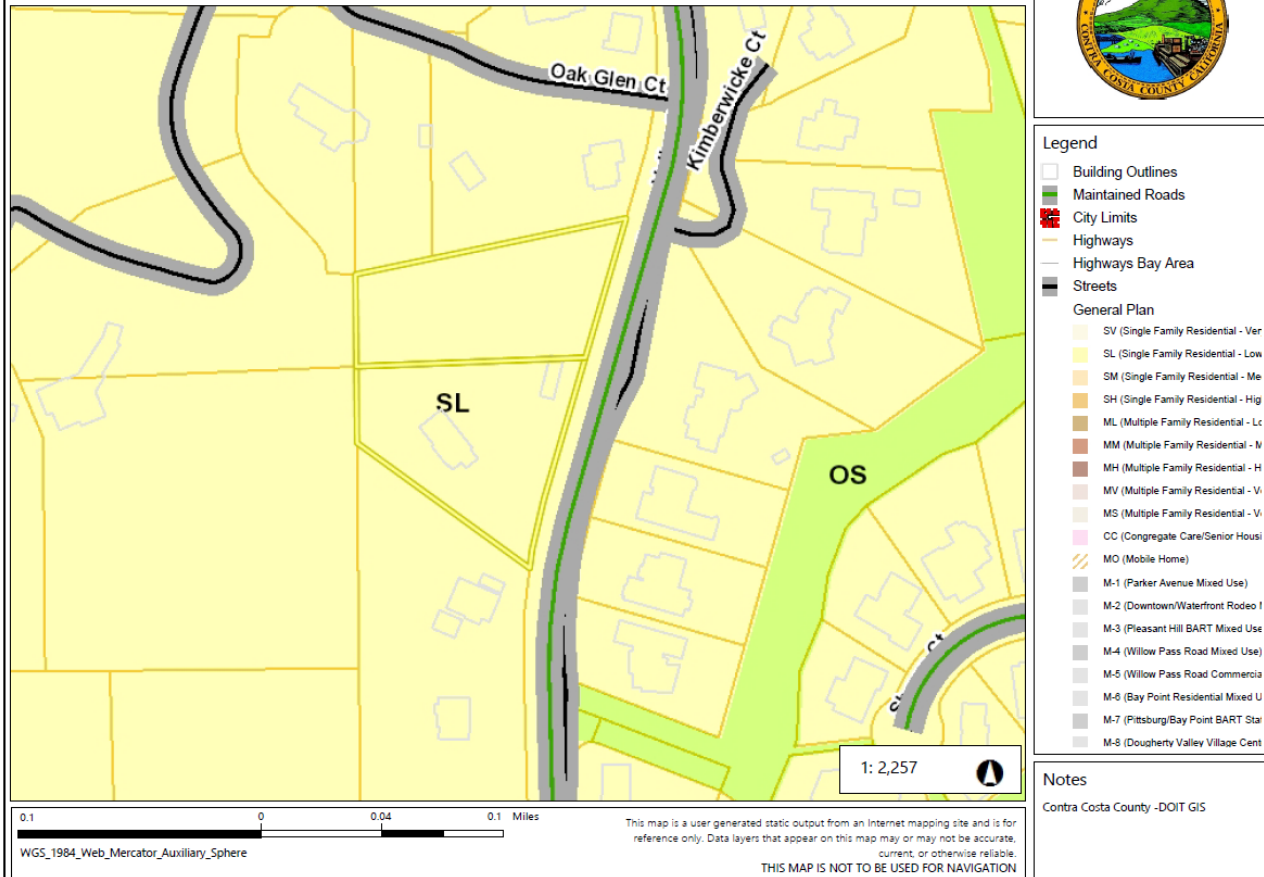 CONTRA COSTA COUNTY CALIFORNIA
Oak Glen Ct
Kimberwicke Ct
SL
OS
Ct
1: 2,257
Legend
Building Outlines
Maintained Roads
City Limits
Highways
Highways Bay Area
Streets
General Plan
SV (Single Family Residential - Ver
SL (Single Family Residential - Low
SM (Single Family Residential - Me
SH (Single Family Residential - Hig
ML (Multiple Family Residential - Lo
MM (Multiple Family Residential - M
MH (Multiple Family Residential - H
MV (Multiple Family Residential - V
MS (Multiple Family Residential - V
CC (Congregate Care/Senior Housi
MO (Mobile Home)
M-1 (Parker Avenue Mixed Use)
M-2 (Downtown/Waterfront Rodeo
M-3 (Pleasant Hill BART Mixed Use
M-4 (Willow Pass Road Mixed Use)
M-5 (Willow Pass Road Commercia
M-6 (Bay Point Residential Mixed U
M-7 (Pittsburg/Bay Point BART Stat
M-8 (Dougherty Valley Village Cent
Notes
Contra Costa County -DOIT GIS
0.1 0 0.04 0.1 Miles
WGS_1984_Web_Mercator_Auxiliary_Sphere
This map is a user generated static output from an Internet mapping site and is for
reference only. Data layers that appear on this map may or may not be accurate,
current, or otherwise reliable.
THIS MAP IS NOT TO BE USED FOR NAVIGATION